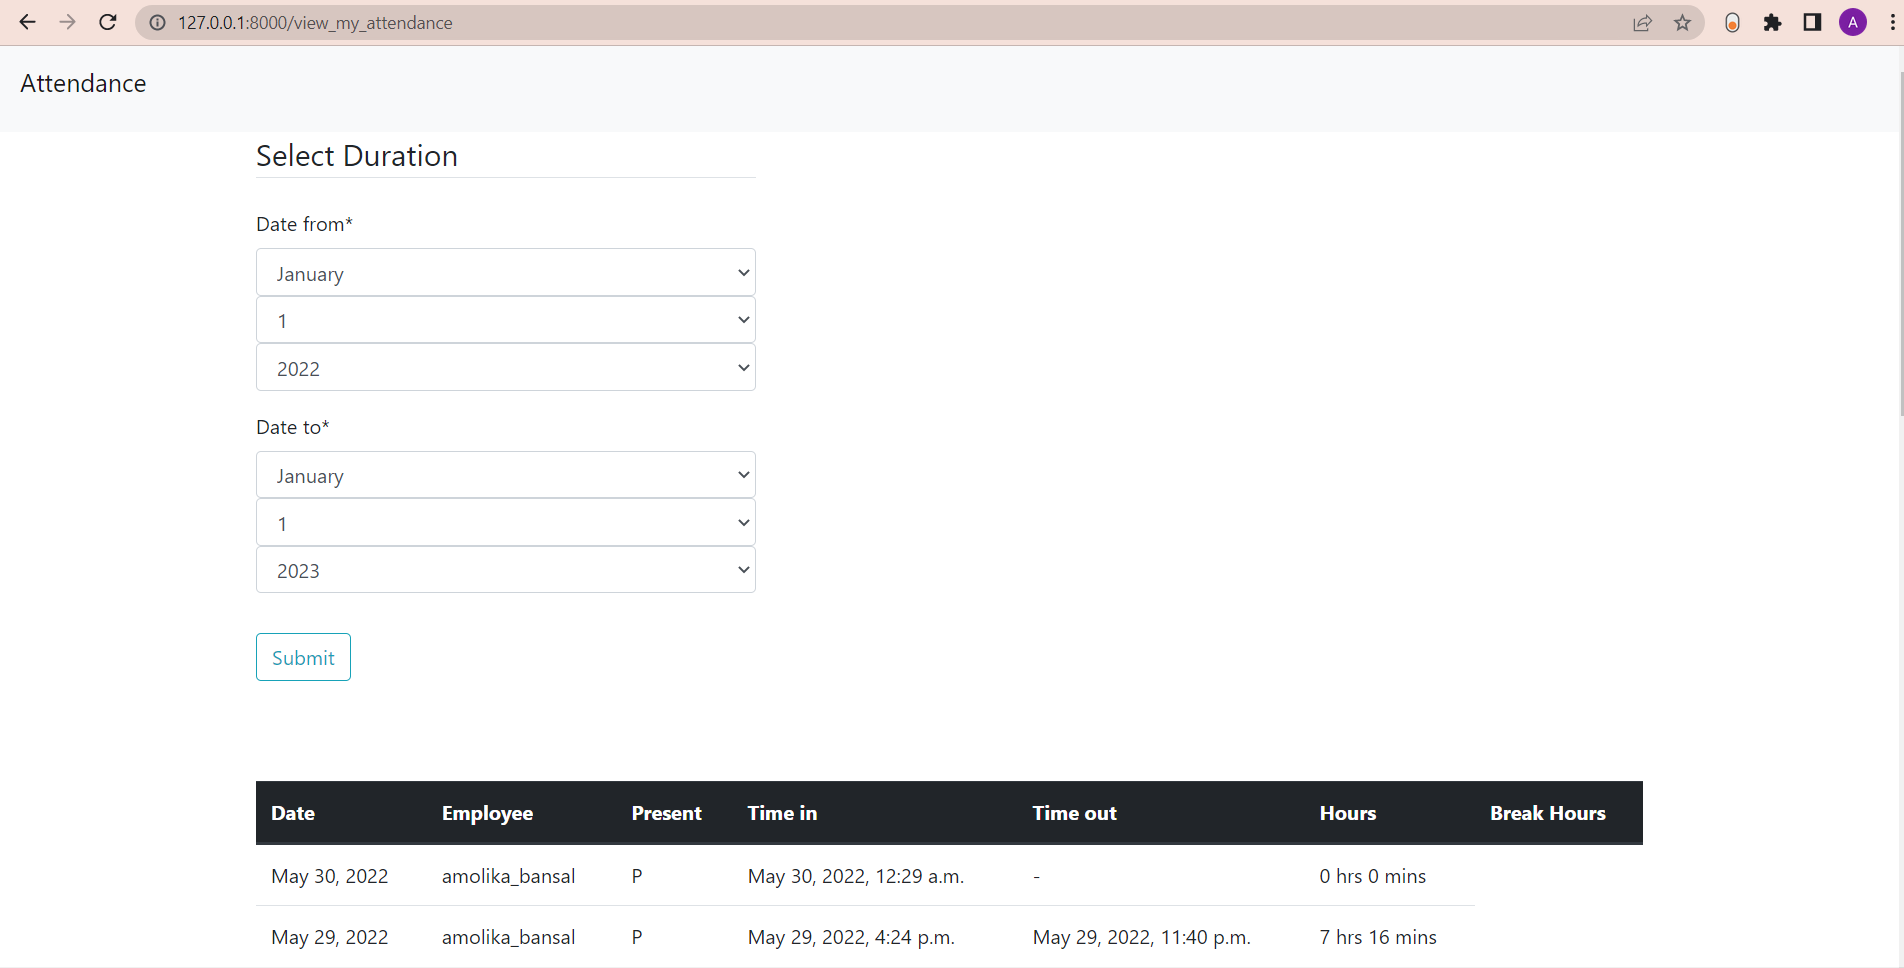 127.0.0.1:8000/view_my_attendance
A
Attendance
Select Duration
Date from*
January
1
2022
Date to*
January
1
2023
Submit
Date Employee Present Time in Time out Hours Break Hours
May 30, 2022 amolika_bansal P May 30, 2022, 12:29 a.m. - 0 hrs 0 mins
May 29, 2022 amolika_bansal P May 29, 2022, 4:24 p.m. May 29, 2022, 11:40 p.m. 7 hrs 16 mins